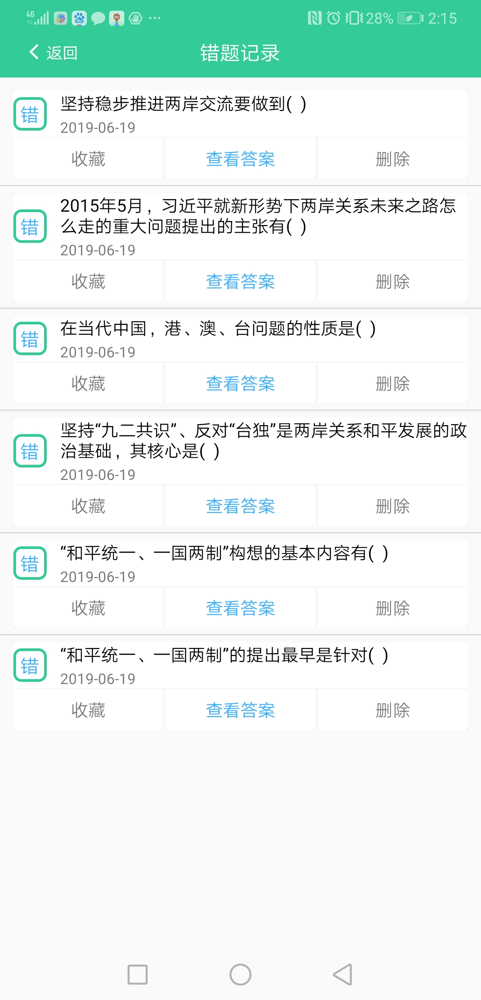 4G
28%
2:15
返回
错题记录
错
坚持稳步推进两岸交流要做到( )
2019-06-19
收藏
查看答案
删除
错
2015年5月，习近平就新形势下两岸关系未来之路怎
么走的重大问题提出的主张有( )
2019-06-19
收藏
查看答案
删除
错
在当代中国，港、澳、台问题的性质是( )
2019-06-19
收藏
查看答案
删除
错
坚持“九二共识”、反对“台独”是两岸关系和平发展的政
治基础，其核心是( )
2019-06-19
收藏
查看答案
删除
错
“和平统一、一国两制”构想的基本内容有( )
2019-06-19
收藏
查看答案
删除
错
“和平统一、一国两制”的提出最早是针对( )
2019-06-19
收藏
查看答案
删除